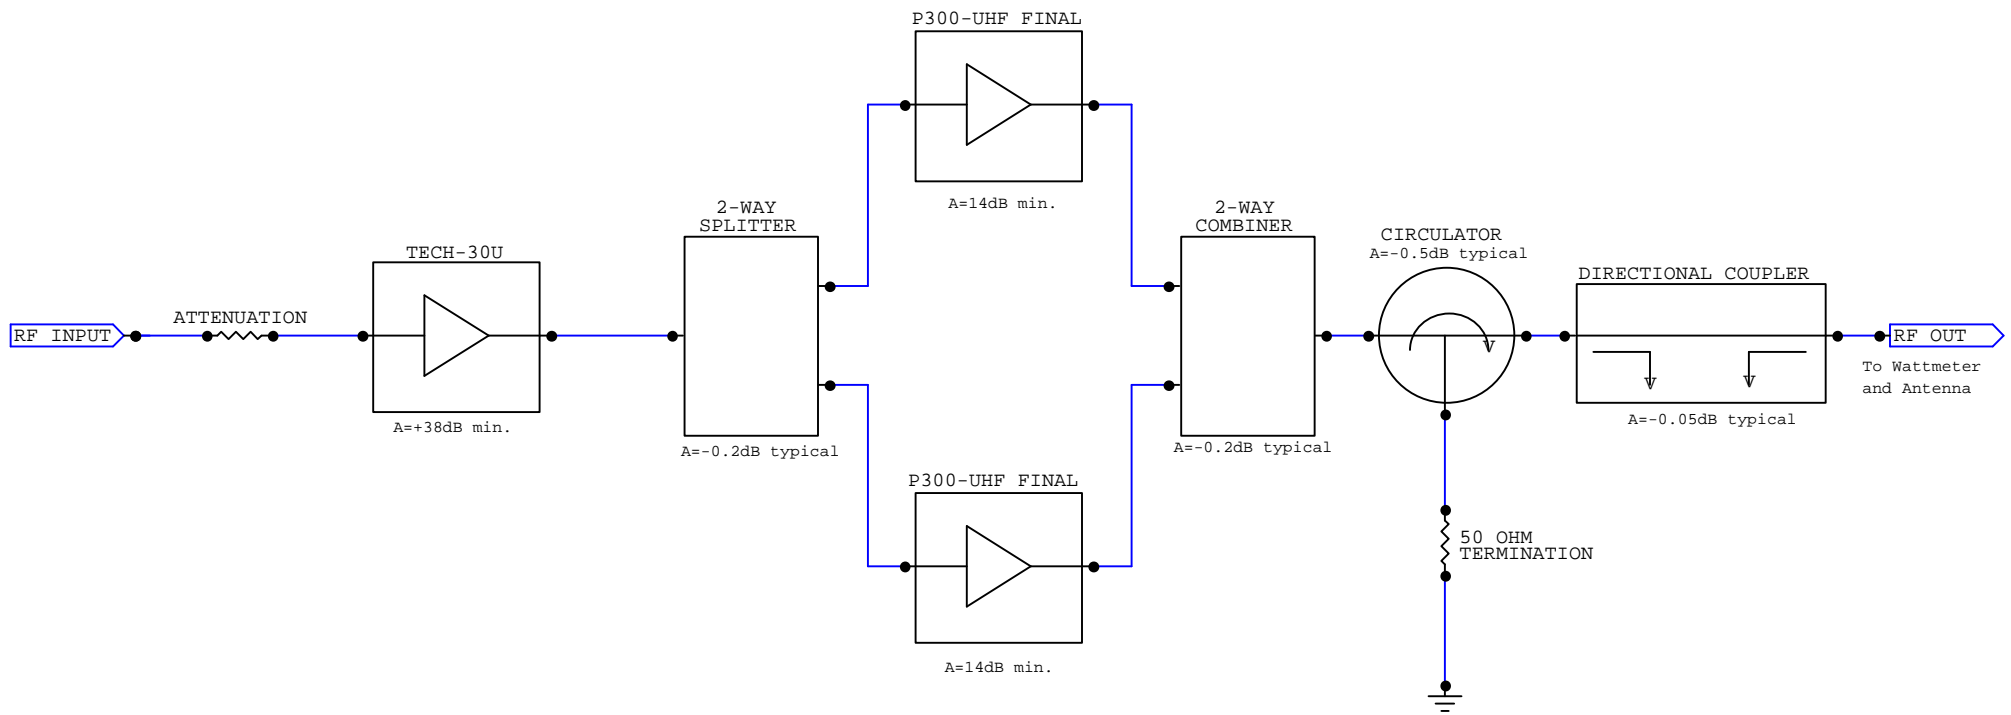 P300-UHF FINAL
A=14dB min.
2-WAY
SPLITTER
2-WAY
COMBINER
CIRCULATOR
A=-0.5dB typical
TECH-30U
DIRECTIONAL COUPLER
ATTENUATION
RF INPUT
RF OUT
To Wattmeter
and Antenna
A=+38dB min.
A=-0.05dB typical
A=-0.2dB typical
A=-0.2dB typical
P300-UHF FINAL
50 OHM
TERMINATION
A=14dB min.